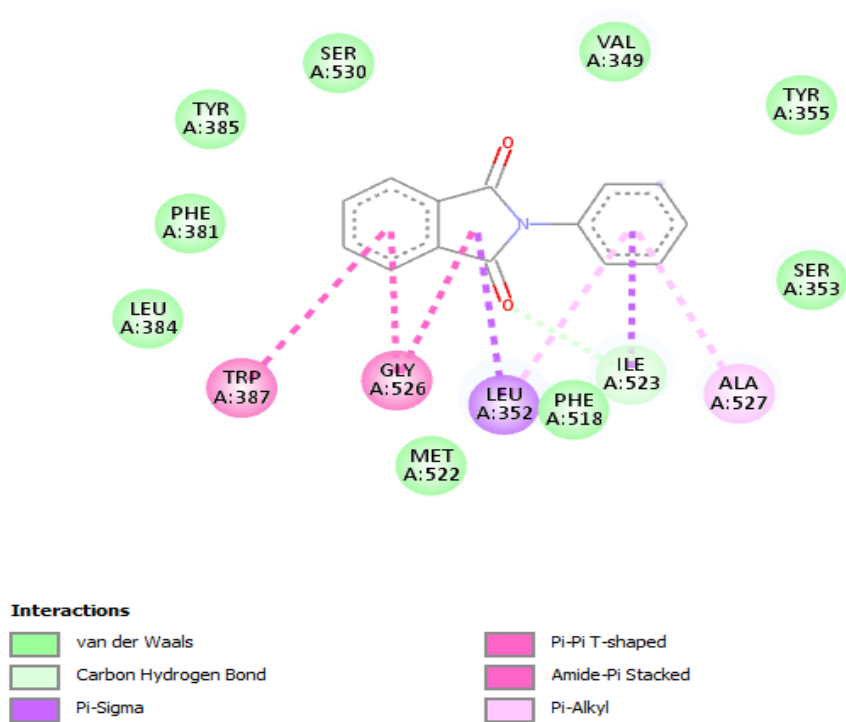 SER
A:530
VAL
A:349
TYR
A:385
TYR
A:355
O
PHE
A:381
N
SER
A:353
LEU
A:384
O
TRP
A:387
GLY
A:526
LEU
A:352
PHE
A:518
ILE
A:523
ALA
A:527
MET
A:522
Interactions
van der Waals
Carbon Hydrogen Bond
Pi-Sigma
Pi-Pi T-shaped
Amide-Pi Stacked
Pi-Alkyl